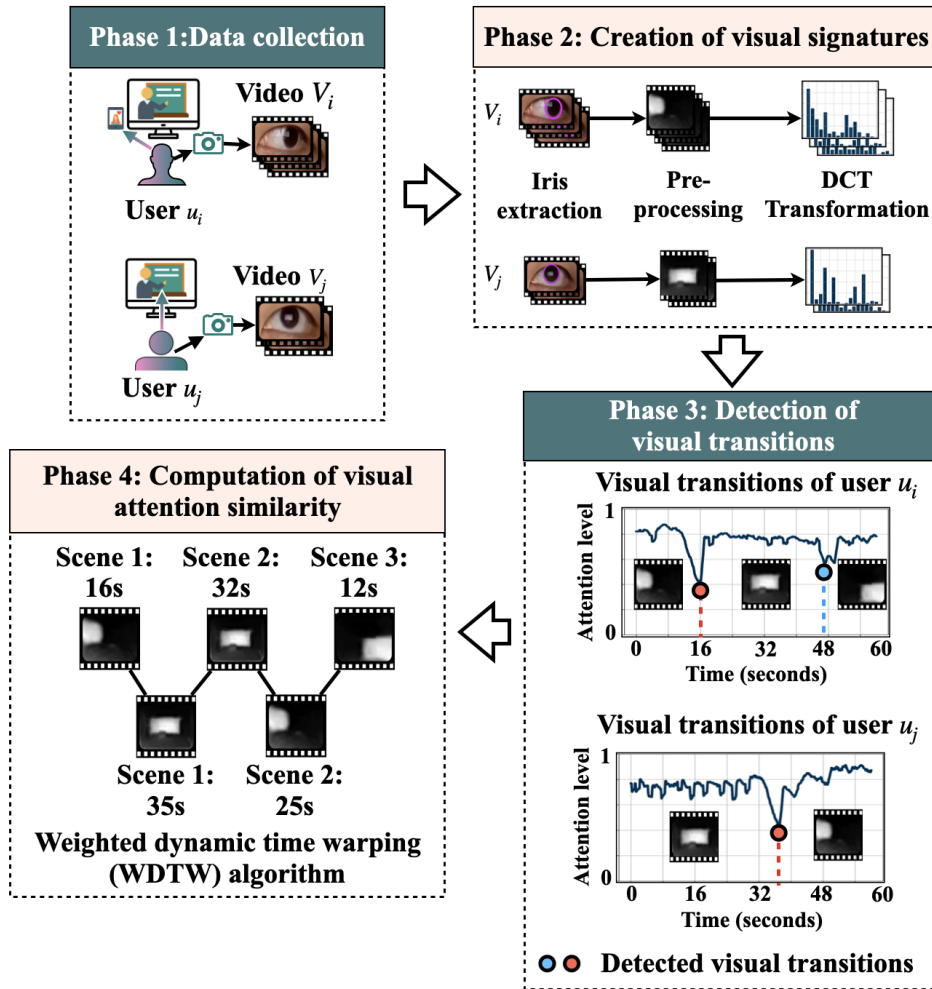 Phase 1:Data collection
Video Vi
User ui
Video Vj
User uj
Phase 2: Creation of visual signatures
Vi
Iris
extraction
Pre-
processing
DCT
Transformation
Vj
Phase 3: Detection of
visual transitions
Visual transitions of user ui
Attention level
1
0
0 16 32 48 60
Time (seconds)
Visual transitions of user uj
Attention level
1
0
0 16 32 48 60
Time (seconds)
Detected visual transitions
Phase 4: Computation of visual
attention similarity
Scene 1:
16s
Scene 2:
32s
Scene 3:
12s
Scene 1:
35s
Scene 2:
25s
Weighted dynamic time warping
(WDTW) algorithm